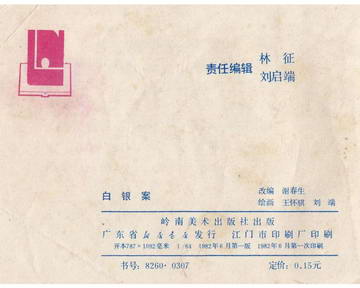 责任编辑 林征
刘启端
白银案
改编 谢春生
绘画 王怀琪 刘端
岭南美术出版社出版
广东省新华书店发行 江门市印刷厂印刷
开本787×1092毫米 1/64 1982年6月第一版 1982年6月第一次印刷
书号：8260·0307 定价：0.15元